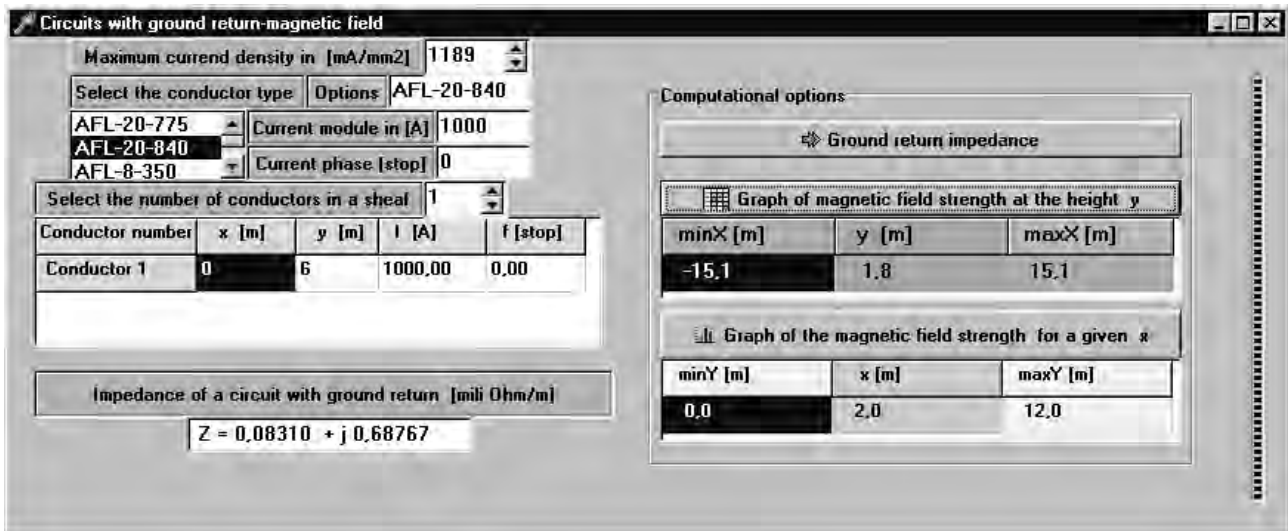 Circuits with ground return-magnetic field
Maximum currend density in [mA/mm2] 1189
Select the conductor type Options AFL-20-840
AFL-20-775
AFL-20-840
AFL-8-350
Current module in [A] 1000
Current phase [stop] 0
Select the number of conductors in a sheal 1
Conductor number x [m] y [m] I [A] f [stop]
Conductor 1 0 6 1000,00 0,00
Impedance of a circuit with ground return [mili Ohm/m]
Z = 0,08310 + j 0,68767
Computational options
Ground return impedance
Graph of magnetic field strength at the height y
minX [m] y [m] maxX [m]
-15,1 1,8 15,1
Graph of the magnetic field strength for a given x
minY [m] x [m] maxY [m]
0,0 2,0 12,0